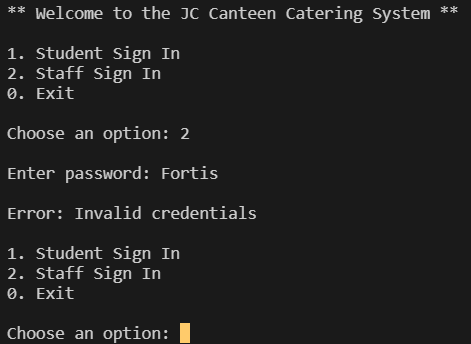 ** Welcome to the JC Canteen Catering System **
1. Student Sign In
2. Staff Sign In
0. Exit
Choose an option: 2
Enter password: Fortis
Error: Invalid credentials
1. Student Sign In
2. Staff Sign In
0. Exit
Choose an option: